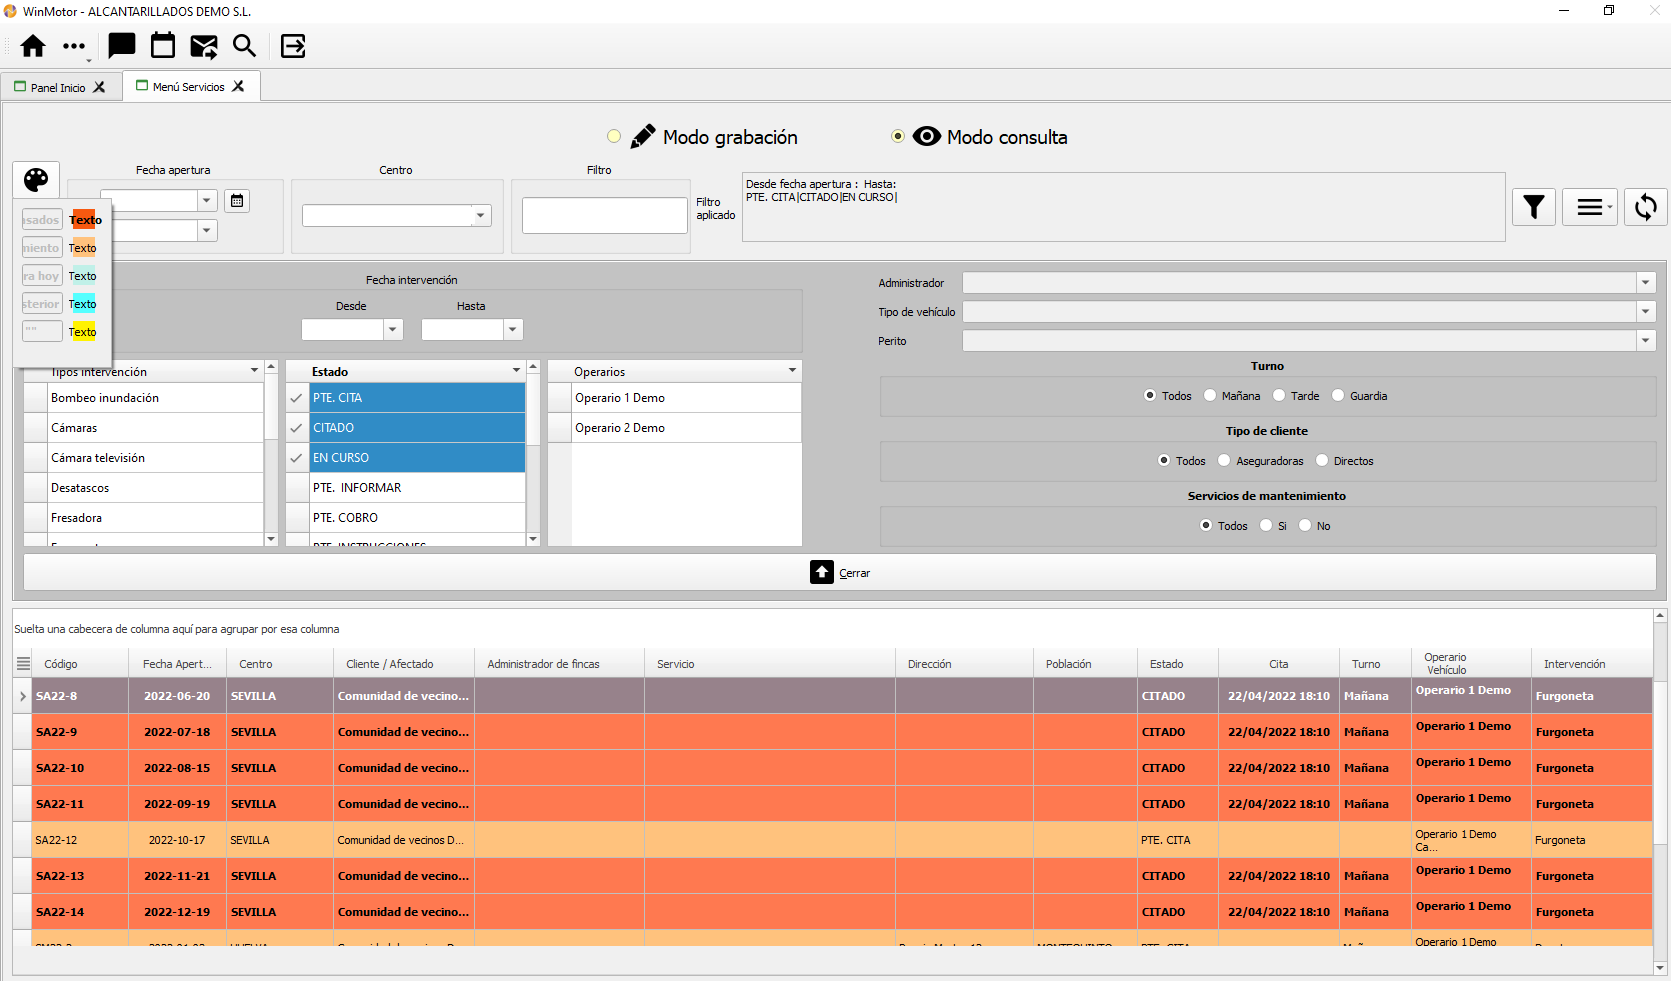 WinMotor - ALCANTARILLADOS DEMO S.L.
Panel Inicio
Menú Servicios
Modo grabación
Modo consulta
Fecha apertura
Centro
Filtro
Filtro aplicado
Desde fecha apertura : Hasta:
PTE. CITA|CITADO|EN CURSO|
Texto
Texto
ra hoy Texto
Texto
"" Texto
Fecha intervención
Desde
Hasta
Administrador
Tipo de vehículo
Perito
Tipos intervención
Bombeo inundación
Cámaras
Cámara televisión
Desatascos
Fresadora
Estado
PTE. CITA
CITADO
EN CURSO
PTE. INFORMAR
PTE. COBRO
PTE. INSTRUCCIONES
Operarios
Operario 1 Demo
Operario 2 Demo
Turno
Todos Mañana Tarde Guardia
Tipo de cliente
Todos Aseguradoras Directos
Servicios de mantenimiento
Todos Si No
Cerrar
Suelta una cabecera de columna aquí para agrupar por esa columna
Código Fecha Apert... Centro Cliente / Afectado Administrador de fincas Servicio Dirección Población Estado Cita Turno Operario Vehículo Intervención
SA22-8 2022-06-20 SEVILLA Comunidad de vecino... CITADO 22/04/2022 18:10 Mañana Operario 1 Demo Furgoneta
SA22-9 2022-07-18 SEVILLA Comunidad de vecino... CITADO 22/04/2022 18:10 Mañana Operario 1 Demo Furgoneta
SA22-10 2022-08-15 SEVILLA Comunidad de vecino... CITADO 22/04/2022 18:10 Mañana Operario 1 Demo Furgoneta
SA22-11 2022-09-19 SEVILLA Comunidad de vecino... CITADO 22/04/2022 18:10 Mañana Operario 1 Demo Furgoneta
SA22-12 2022-10-17 SEVILLA Comunidad de vecinos D... PTE. CITA Operario 1 Demo Ca... Furgoneta
SA22-13 2022-11-21 SEVILLA Comunidad de vecino... CITADO 22/04/2022 18:10 Mañana Operario 1 Demo Furgoneta
SA22-14 2022-12-19 SEVILLA Comunidad de vecino... CITADO 22/04/2022 18:10 Mañana Operario 1 Demo Furgoneta
HUELVA MONTEQUINTO PTE. CITA Operario 1 Demo